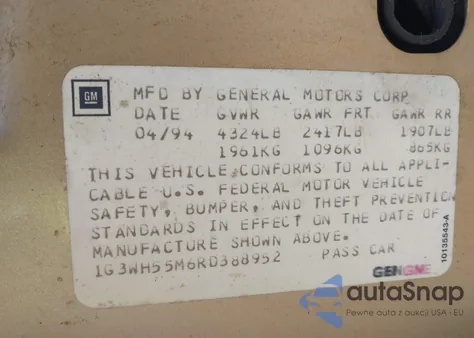 GM
MFD BY GENERAL MOTORS CORP
DATE GVWR GAWR FRT GAWR RR
04/94 4324LB 2417LB 1907LB
1961KG 1096KG 865KG
THIS VEHICLE CONFORMS TO ALL APPLI-
CABLE U.S. FEDERAL MOTOR VEHICLE
SAFETY, BUMPER, AND THEFT PREVENTION
STANDARDS IN EFFECT ON THE DATE OF
MANUFACTURE SHOWN ABOVE.
1G3WH55M6RD388952 PASS CAR
10135543-A
autoSnap
Pewne auta z aukcji USA i EU